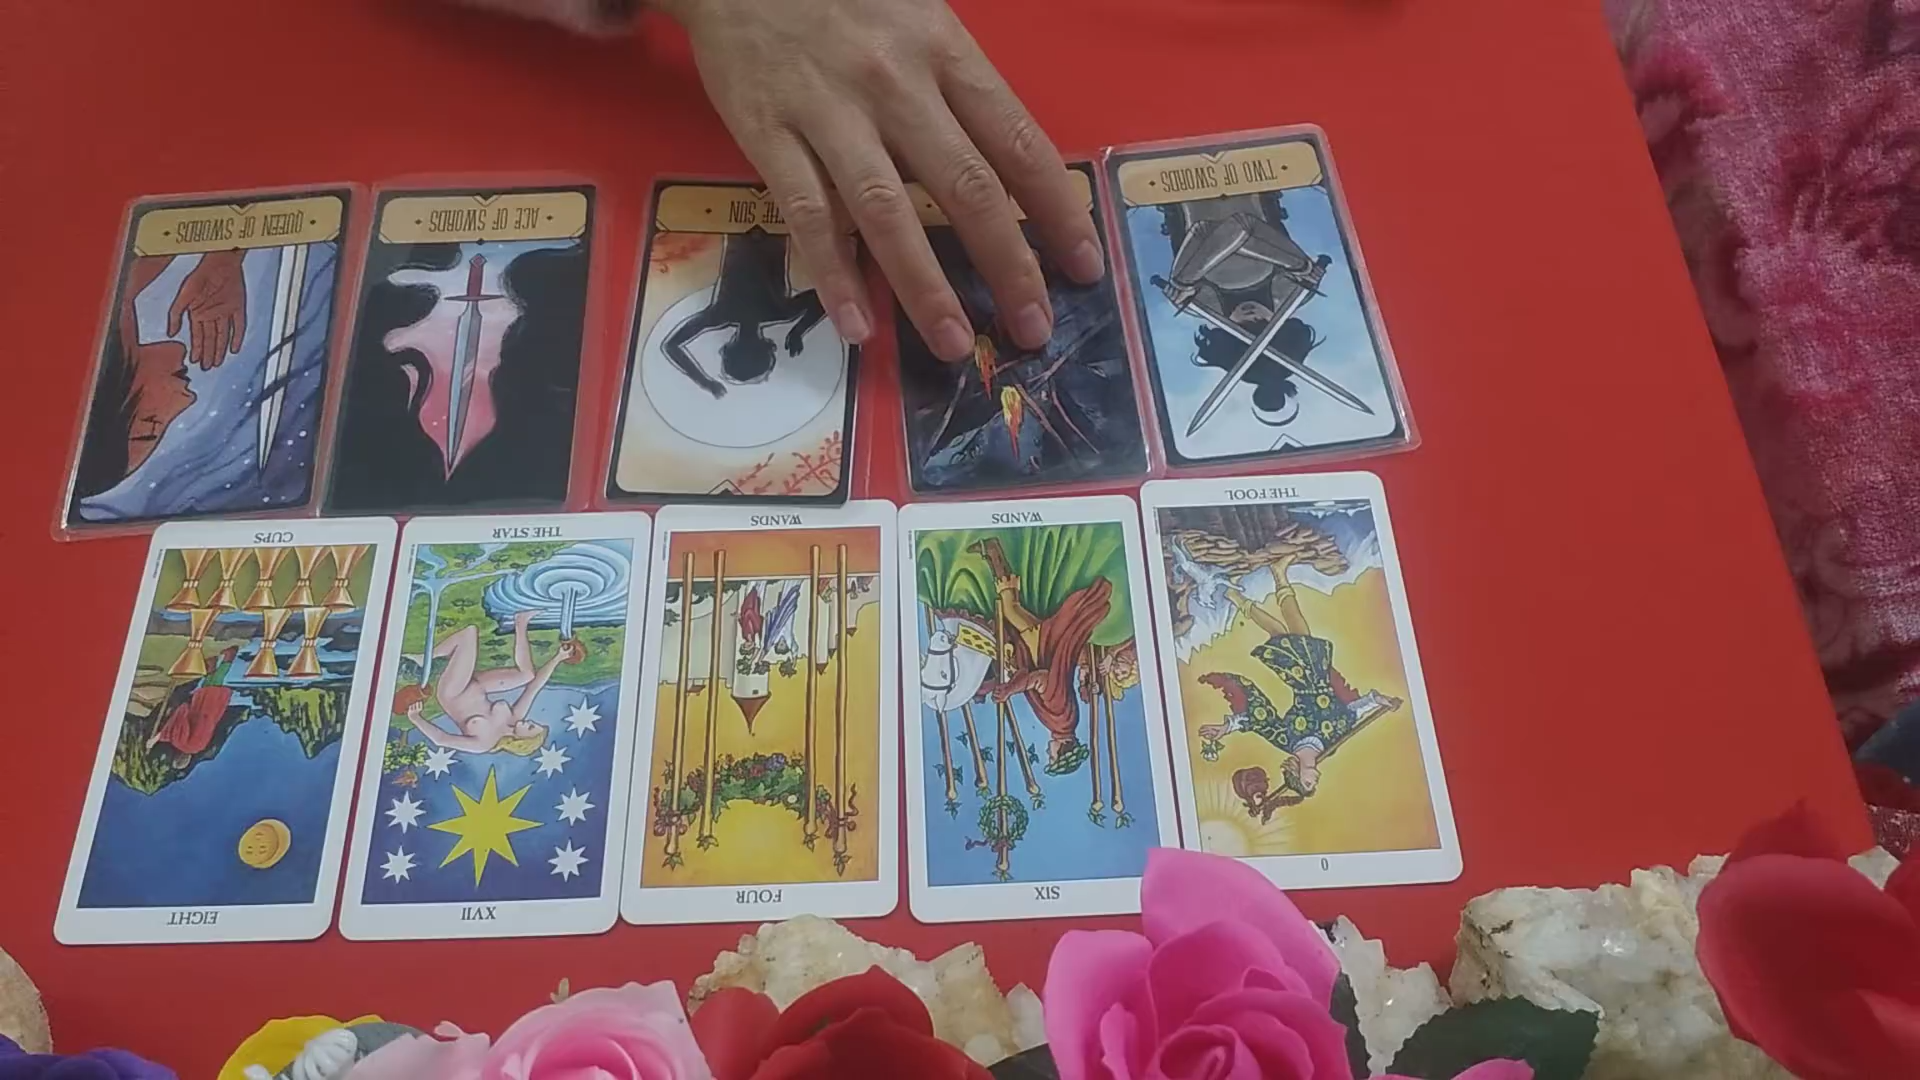 • QUEEN OF SWORDS •
• ACE OF SWORDS •
THE SUN •
• TWO OF SWORDS •
CUPS
THE STAR
WANDS
WANDS
THE FOOL
EIGHT
XVII
FOUR
SIX
0